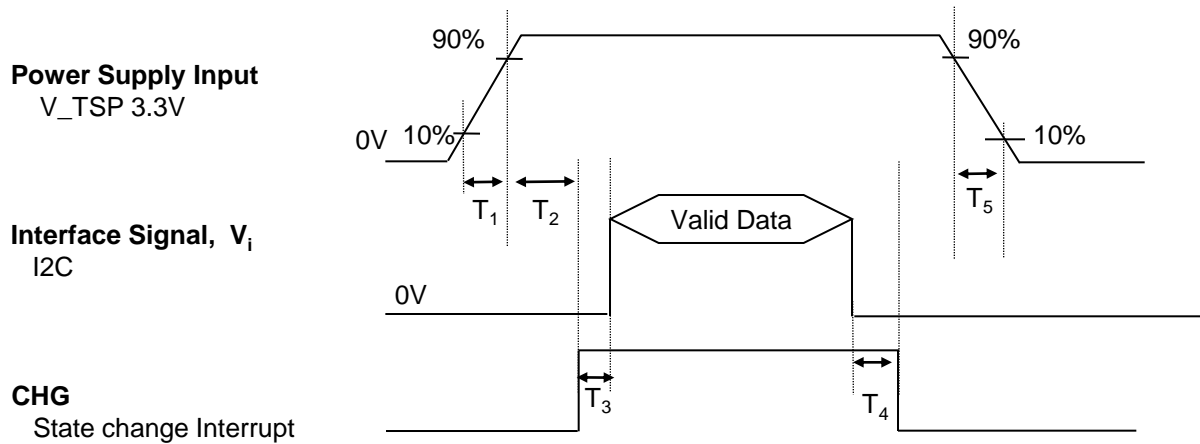 90%
90%
Power Supply Input
V_TSP 3.3V
0V
10%
10%
T1
T2
T5
Valid Data
Interface Signal, Vi
I2C
0V
T3
T4
CHG
State change Interrupt